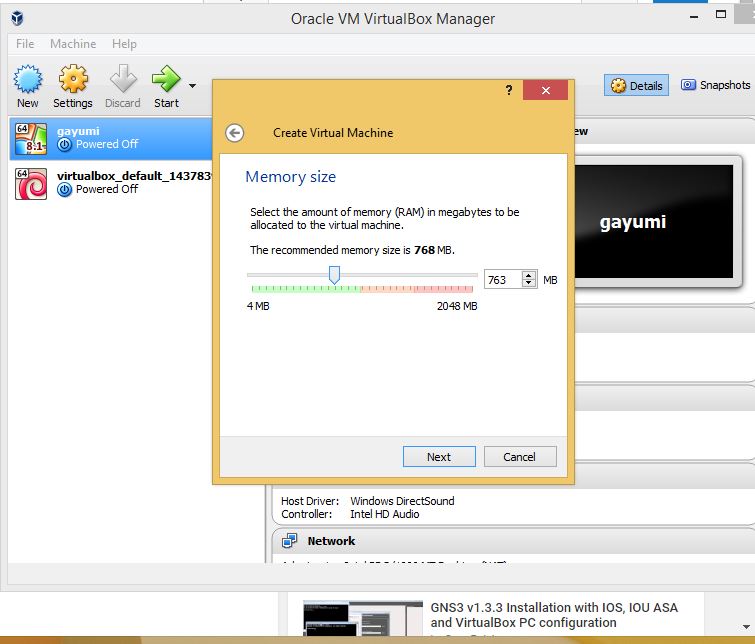 Oracle VM VirtualBox Manager
File Machine Help
New Settings Discard Start
Details Snapshots
64
8.1
gayumi
Powered Off
64
virtualbox_default_143783
Powered Off
?
Create Virtual Machine
Memory size
Select the amount of memory (RAM) in megabytes to be
allocated to the virtual machine.
The recommended memory size is 768 MB.
763 MB
4 MB 2048 MB
Next Cancel
gayumi
Host Driver: Windows DirectSound
Controller: Intel HD Audio
Network
GNS3 v1.3.3 Installation with IOS, IOU ASA
and VirtualBox PC configuration